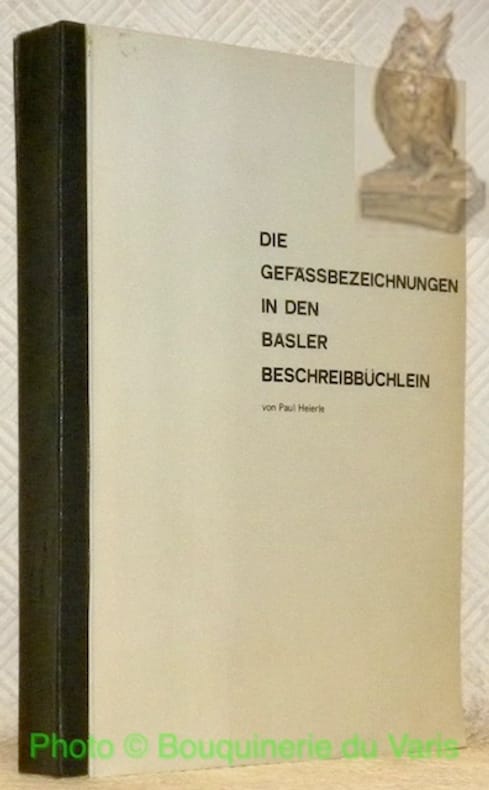 DIE
GEFÄSSBEZEICHNUNGEN
IN DEN
BASLER
BESCHREIBBÜCHLEIN
von Paul Heierle
Photo © Bouquinerie du Varis